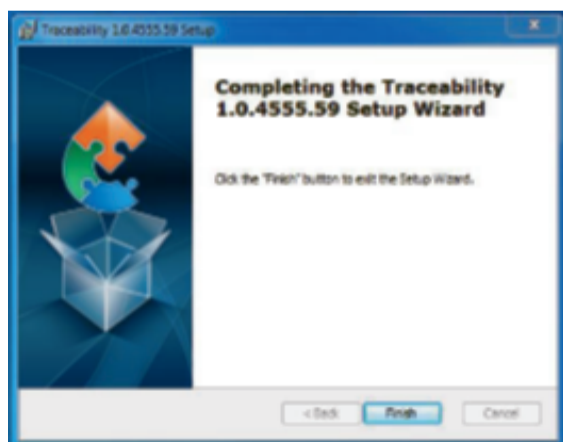 Traceability 1.0.4555.59 Setup
Completing the Traceability
1.0.4555.59 Setup Wizard
Click the "Finish" button to exit the Setup Wizard.
< Back
Finish
Cancel